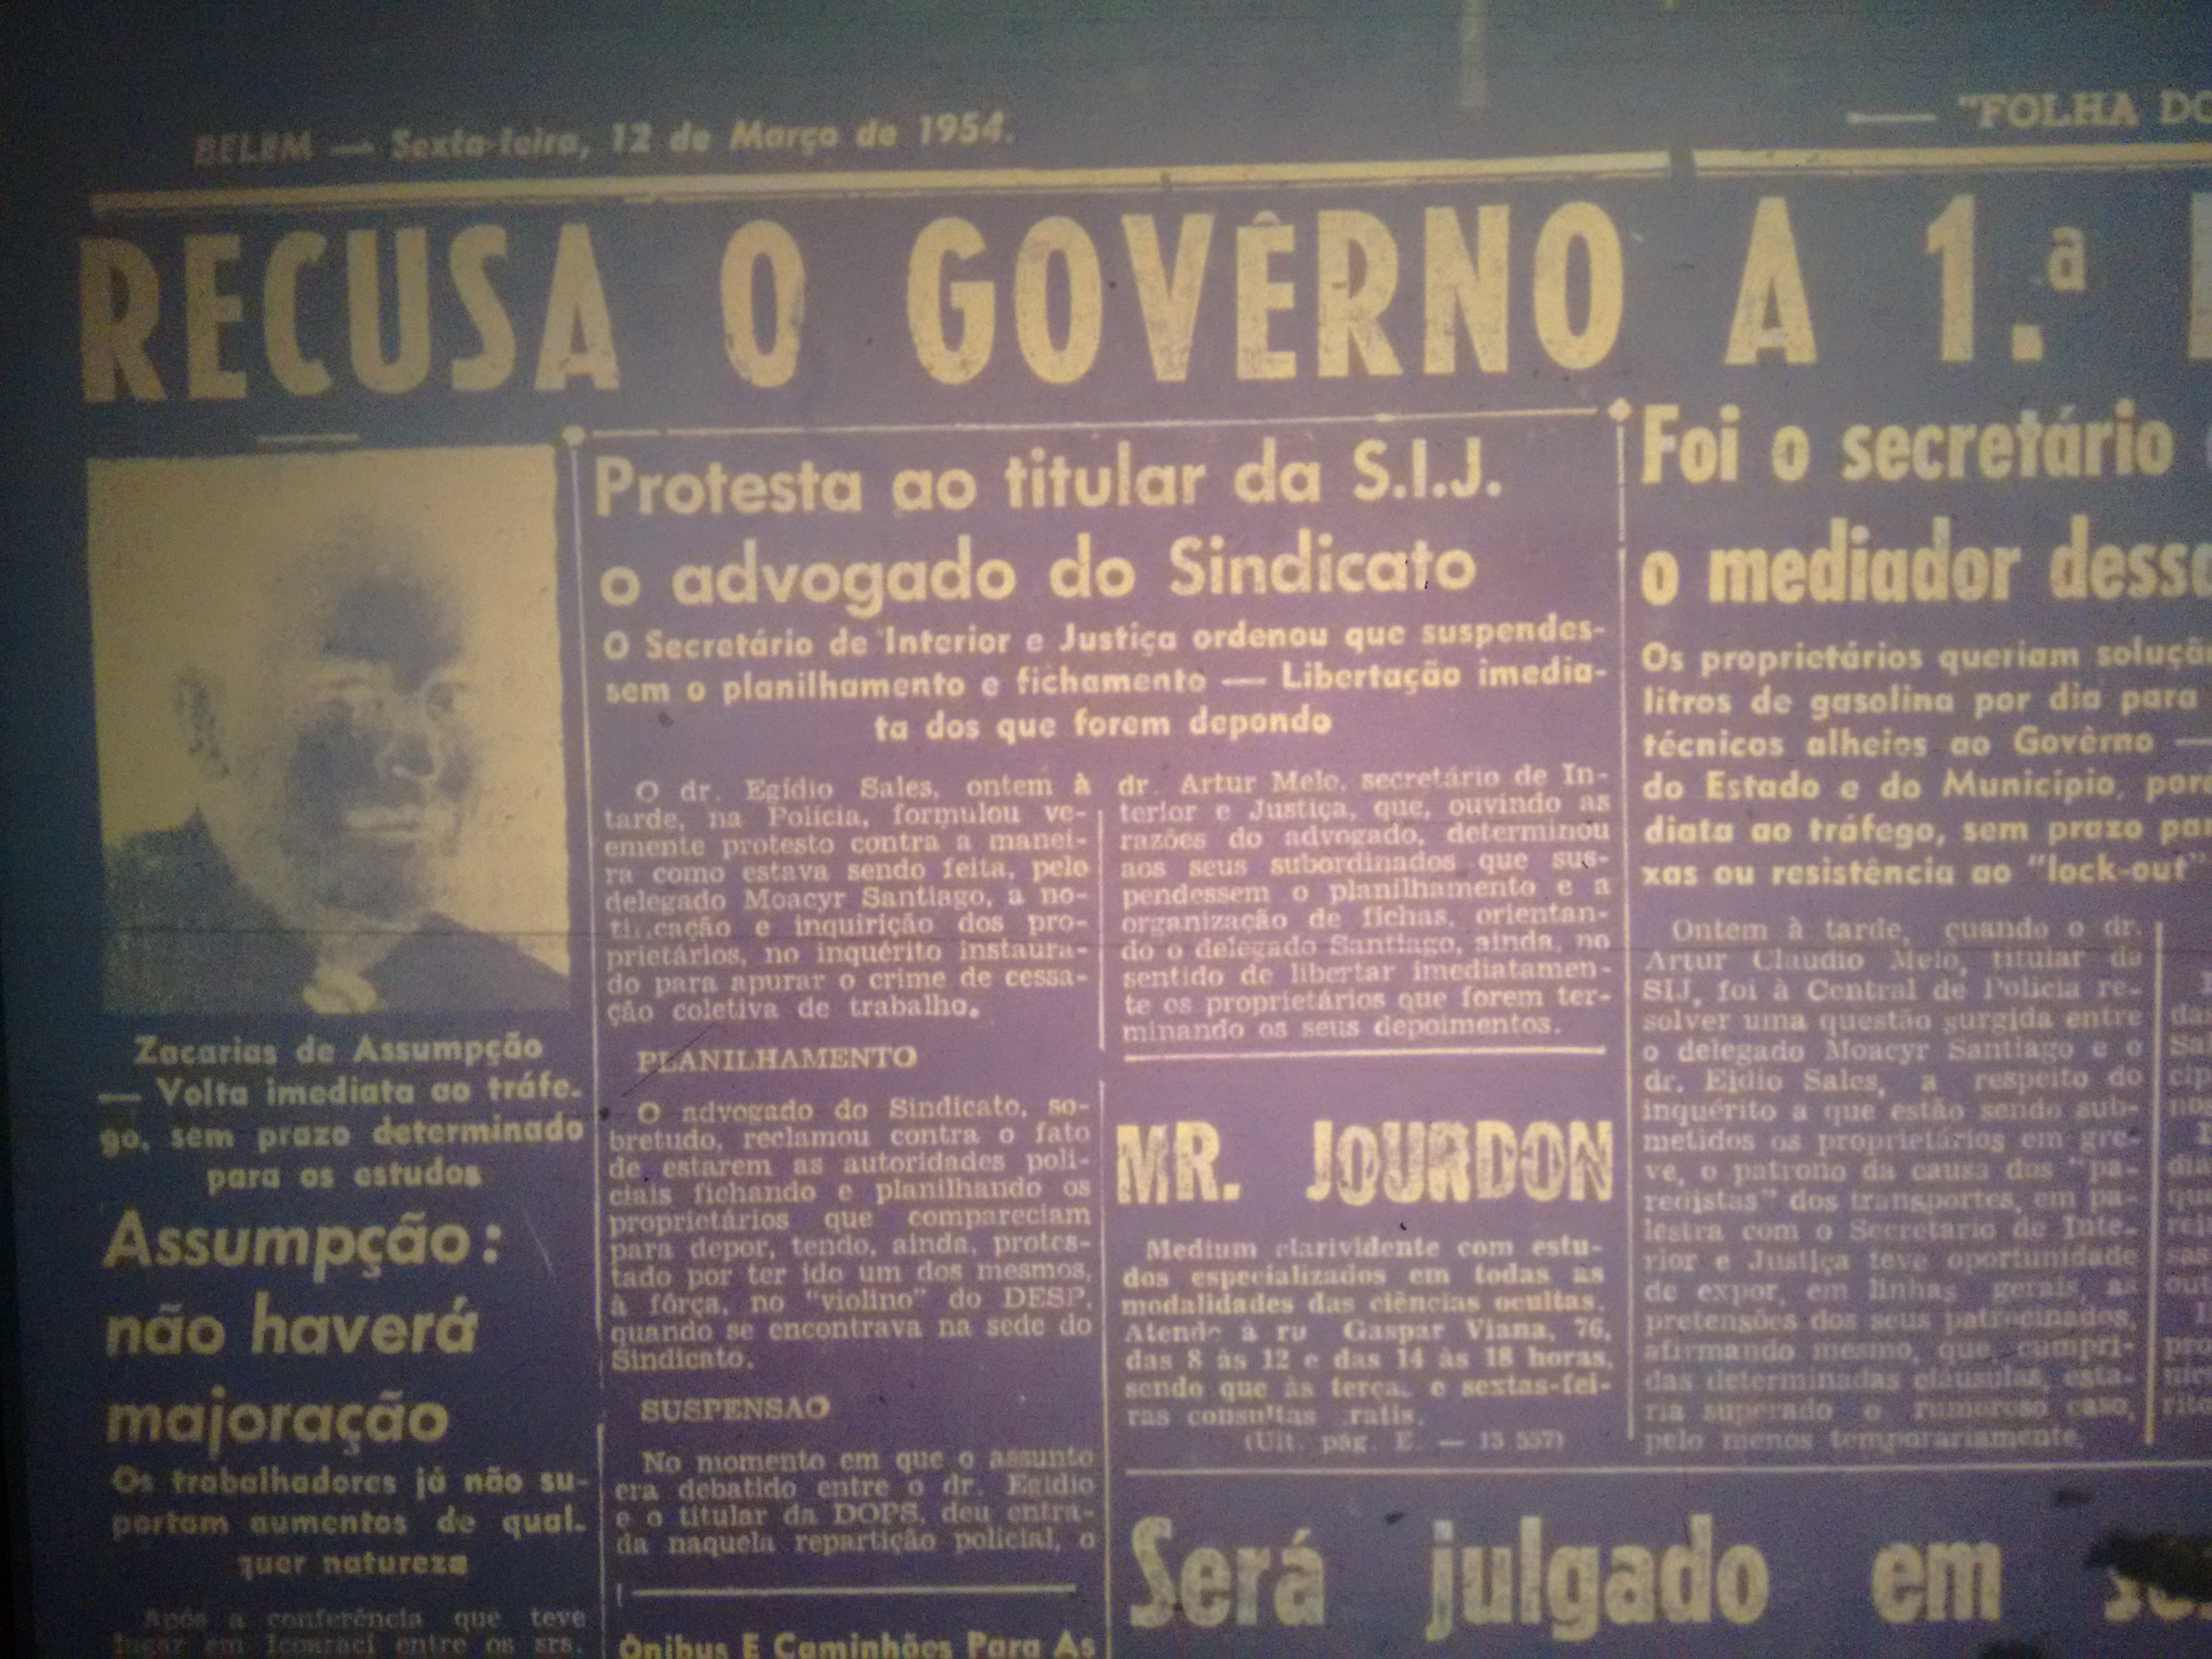 BELEM — Sexta-feira, 12 de Março de 1954.
— "FOLHA DO
RECUSA O GOVÊRNO A 1.ª
Zacarias de Assumpção
— Volta imediata ao tráfe-
go, sem prazo determinado
para os estudos
Assumpção:
não haverá
majoração
Os trabalhadores já não su-
portam aumentos de qual-
quer natureza
Após a conferência que teve
lugar em Icoaraci entre os srs.
Protesta ao titular da S.I.J.
o advogado do Sindicato
O Secretário de Interior e Justiça ordenou que suspendes-
sem o planilhamento e fichamento — Libertação imedia-
ta dos que forem depondo
O dr. Egídio Sales, ontem à
tarde, na Polícia, formulou ve-
emente protesto contra a manei-
ra como estava sendo feita, pelo
delegado Moacyr Santiago, a no-
tificação e inquirição dos pro-
prietários, no inquérito instaura-
do para apurar o crime de cessa-
ção coletiva de trabalho.
PLANILHAMENTO
O advogado do Sindicato, so-
bretudo, reclamou contra o fato
de estarem as autoridades poli-
ciais fichando e planilhando os
proprietários que compareciam
para depor, tendo, ainda, protes-
tado por ter ido um dos mesmos,
à fôrça, no "violino" do DESP,
quando se encontrava na sede do
Sindicato.
SUSPENSAO
No momento em que o assunto
era debatido entre o dr. Egidio
e o titular da DOPS, deu entra-
da naquela repartição policial, o
dr. Artur Melo, secretário de In-
terior e Justiça, que, ouvindo as
razões do advogado, determinou
aos seus subordinados que sus-
pendessem o planilhamento e a
organização de fichas, orientan-
do o delegado Santiago, ainda, no
sentido de libertar imediatamen-
te os proprietários que forem ter-
minando os seus depoimentos.
Ônibus E Caminhões Para As
MR. JOURDON
Medium clarividente com estu-
dos especializados em todas as
modalidades das ciências ocultas.
Atende à ru Gaspar Viana, 76,
das 8 às 12 e das 14 às 18 horas,
sendo que às terça. e sextas-fei-
ras consultas ratis.
(Ult. pág. E. — 15 557)
Foi o secretário
o mediador dess
Os proprietários queriam soluçã
litros de gasolina por dia para
técnicos alheios ao Govêrno —
do Estado e do Município, por
diata ao tráfego, sem prazo pa
xas ou resistência ao "lock-out"
Ontem à tarde, quando o dr.
Artur Claudio Melo, titular da
SIJ, foi à Central de Policia re-
solver uma questão surgida entre
o delegado Moacyr Santiago e o
dr. Eidio Sales, a respeito do
inquérito a que estão sendo sub-
metidos os proprietários em gre-
ve, o patrono da causa dos "pa-
redistas" dos transportes, em pa-
lestra com o Secretario de Inte-
rior e Justiça teve oportunidade
de expor, em linhas gerais, as
pretensões dos seus patrocinados,
afirmando mesmo, que, cumpri-
das determinadas cláusulas, esta-
ria superado o rumoroso caso,
pelo menos temporariamente.
Será julgado em